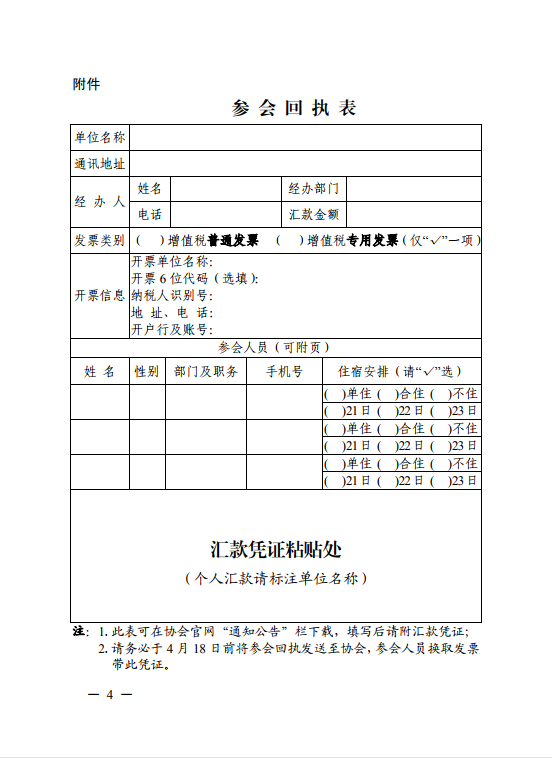 附件
参会回执表
单位名称
通讯地址
经办人 姓名 经办部门
电话 汇款金额
发票类别 (  )增值税普通发票 (  )增值税专用发票(仅“√”一项)
开票信息
开票单位名称:
开票6位代码(选填):
纳税人识别号:
地址、电话:
开户行及账号:
参会人员(可附页)
姓名 性别 部门及职务 手机号 住宿安排(请“√”选)
(  )单住 (  )合住 (  )不住
(  )21日 (  )22日 (  )23日
(  )单住 (  )合住 (  )不住
(  )21日 (  )22日 (  )23日
(  )单住 (  )合住 (  )不住
(  )21日 (  )22日 (  )23日
汇款凭证粘贴处
(个人汇款请标注单位名称)
注: 1. 此表可在协会官网“通知公告”栏下载,填写后请附汇款凭证;
2. 请务必于4月18日前将参会回执发送至协会,参会人员换取发票
带此凭证。
— 4 —